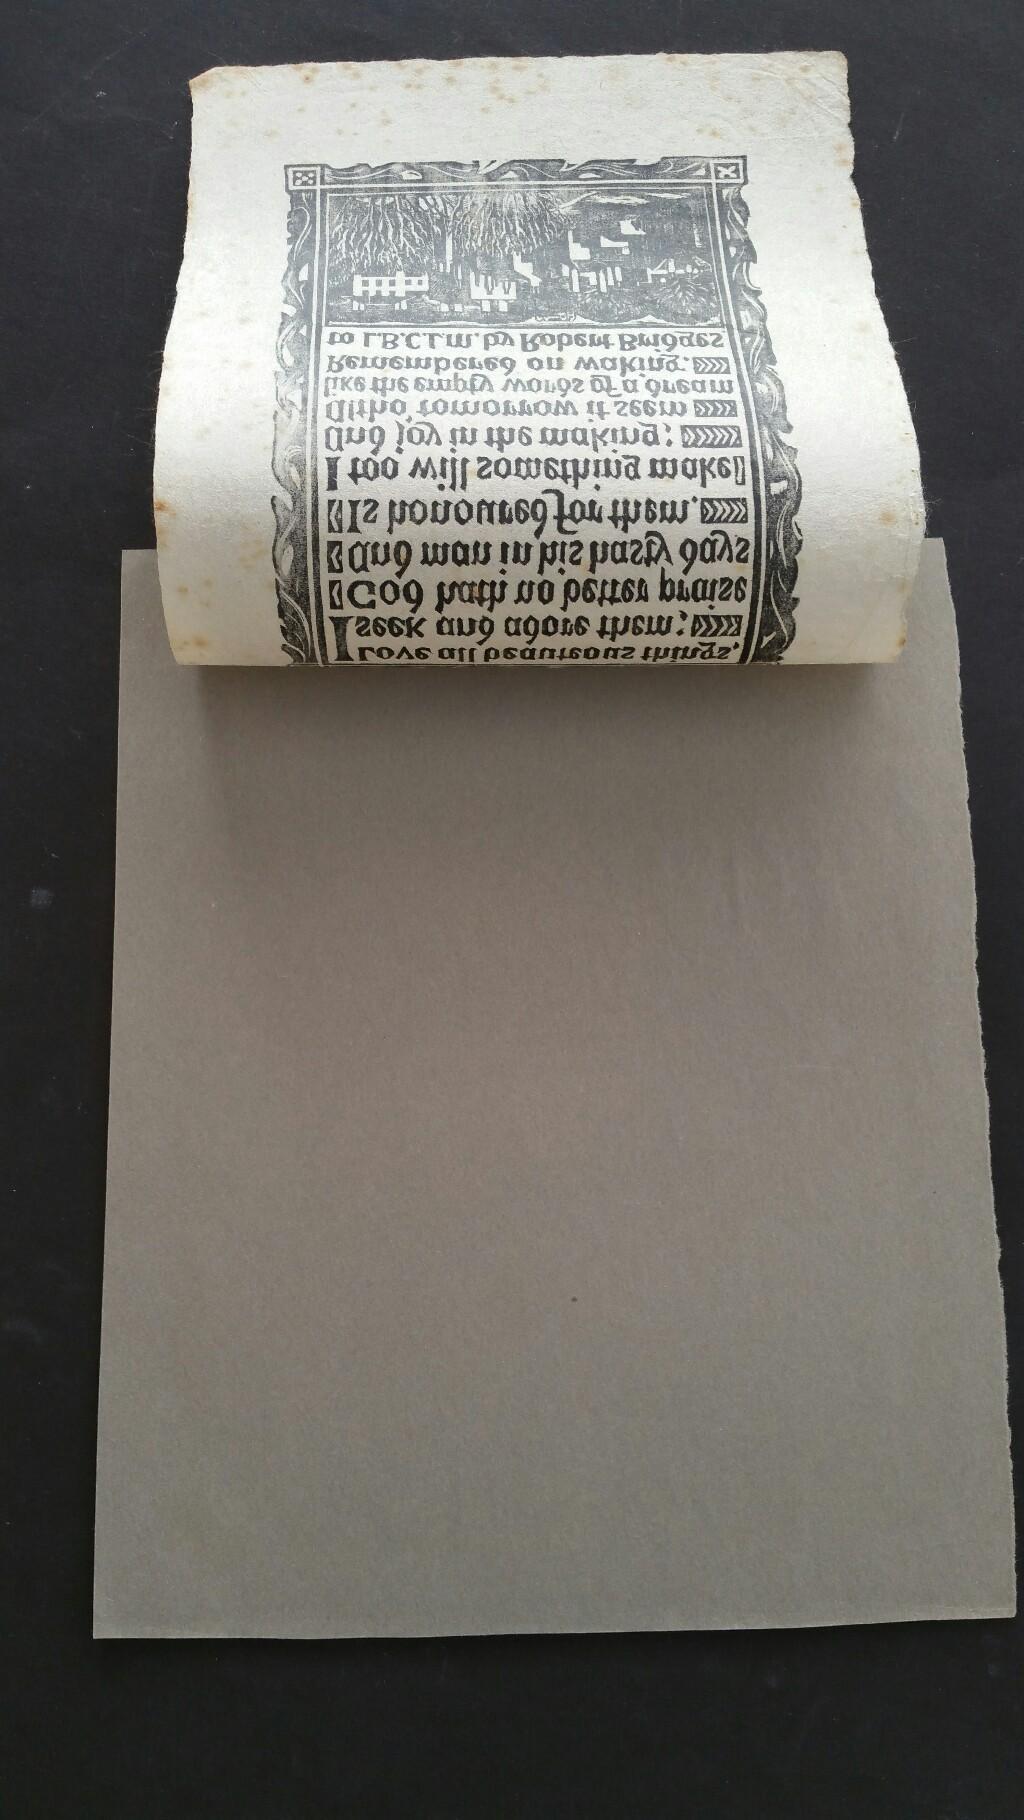 I Love all beauteous things,
I seek and adore them;
God hath no better praise
And man in his hasty days
Is honoured for them.
I too will something make
And joy in the making;
Altho' tomorrow it seem
like the empty words of a dream
Remembered on waking.
to L.B.C.L.M. by Robert Bridges